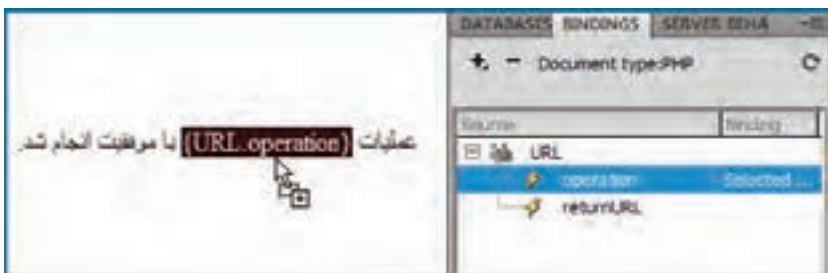 DATABASES BINDINGS SERVER BEHA
Document type:PHP
Source Binding
URL
operation Selected ...
returnURL
عملیات {URL.operation} با موفقیت انجام شد.